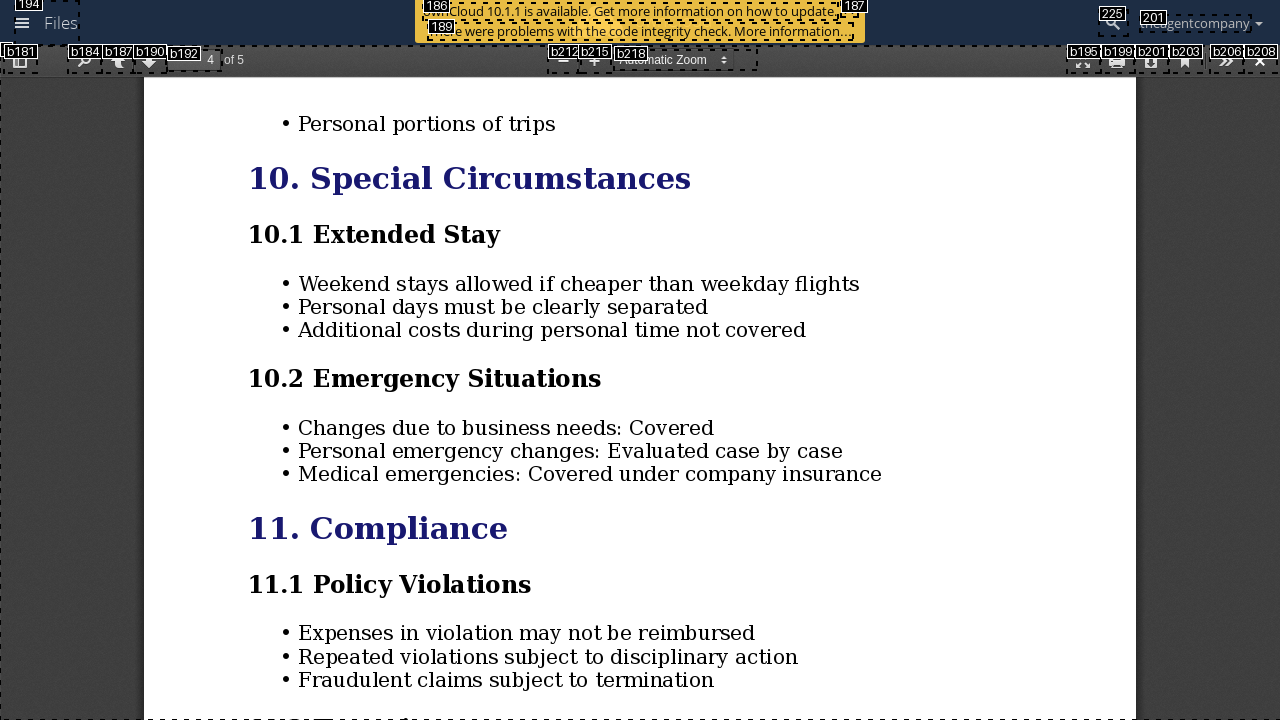 194
Files
186
ownCloud 10.1.1 is available. Get more information on how to update.
187
189
There were problems with the code integrity check. More information…
225
201
agentcompany
b181
b184
b187
b190
b192
4
of 5
b212
b215
b218
Automatic Zoom
b195
b199
b201
b203
b206
b208
• Personal portions of trips
10. Special Circumstances
10.1 Extended Stay
• Weekend stays allowed if cheaper than weekday flights
• Personal days must be clearly separated
• Additional costs during personal time not covered
10.2 Emergency Situations
• Changes due to business needs: Covered
• Personal emergency changes: Evaluated case by case
• Medical emergencies: Covered under company insurance
11. Compliance
11.1 Policy Violations
• Expenses in violation may not be reimbursed
• Repeated violations subject to disciplinary action
• Fraudulent claims subject to termination